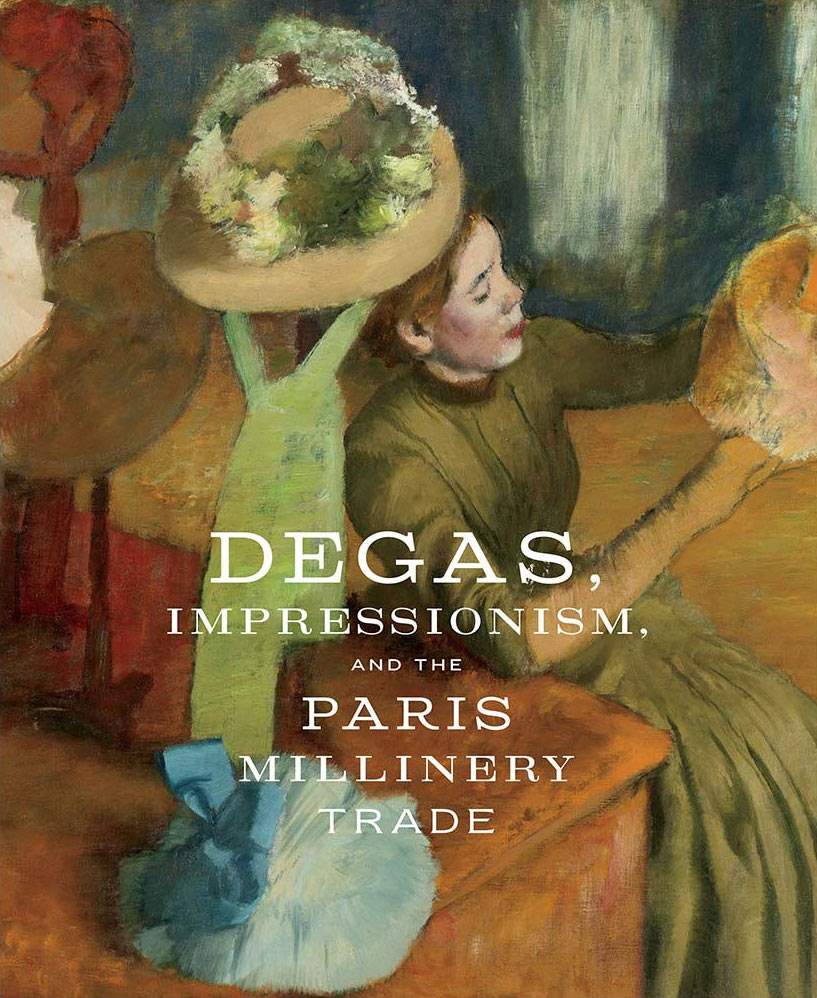 DEGAS,
IMPRESSIONISM,
AND THE
PARIS
MILLINERY
TRADE